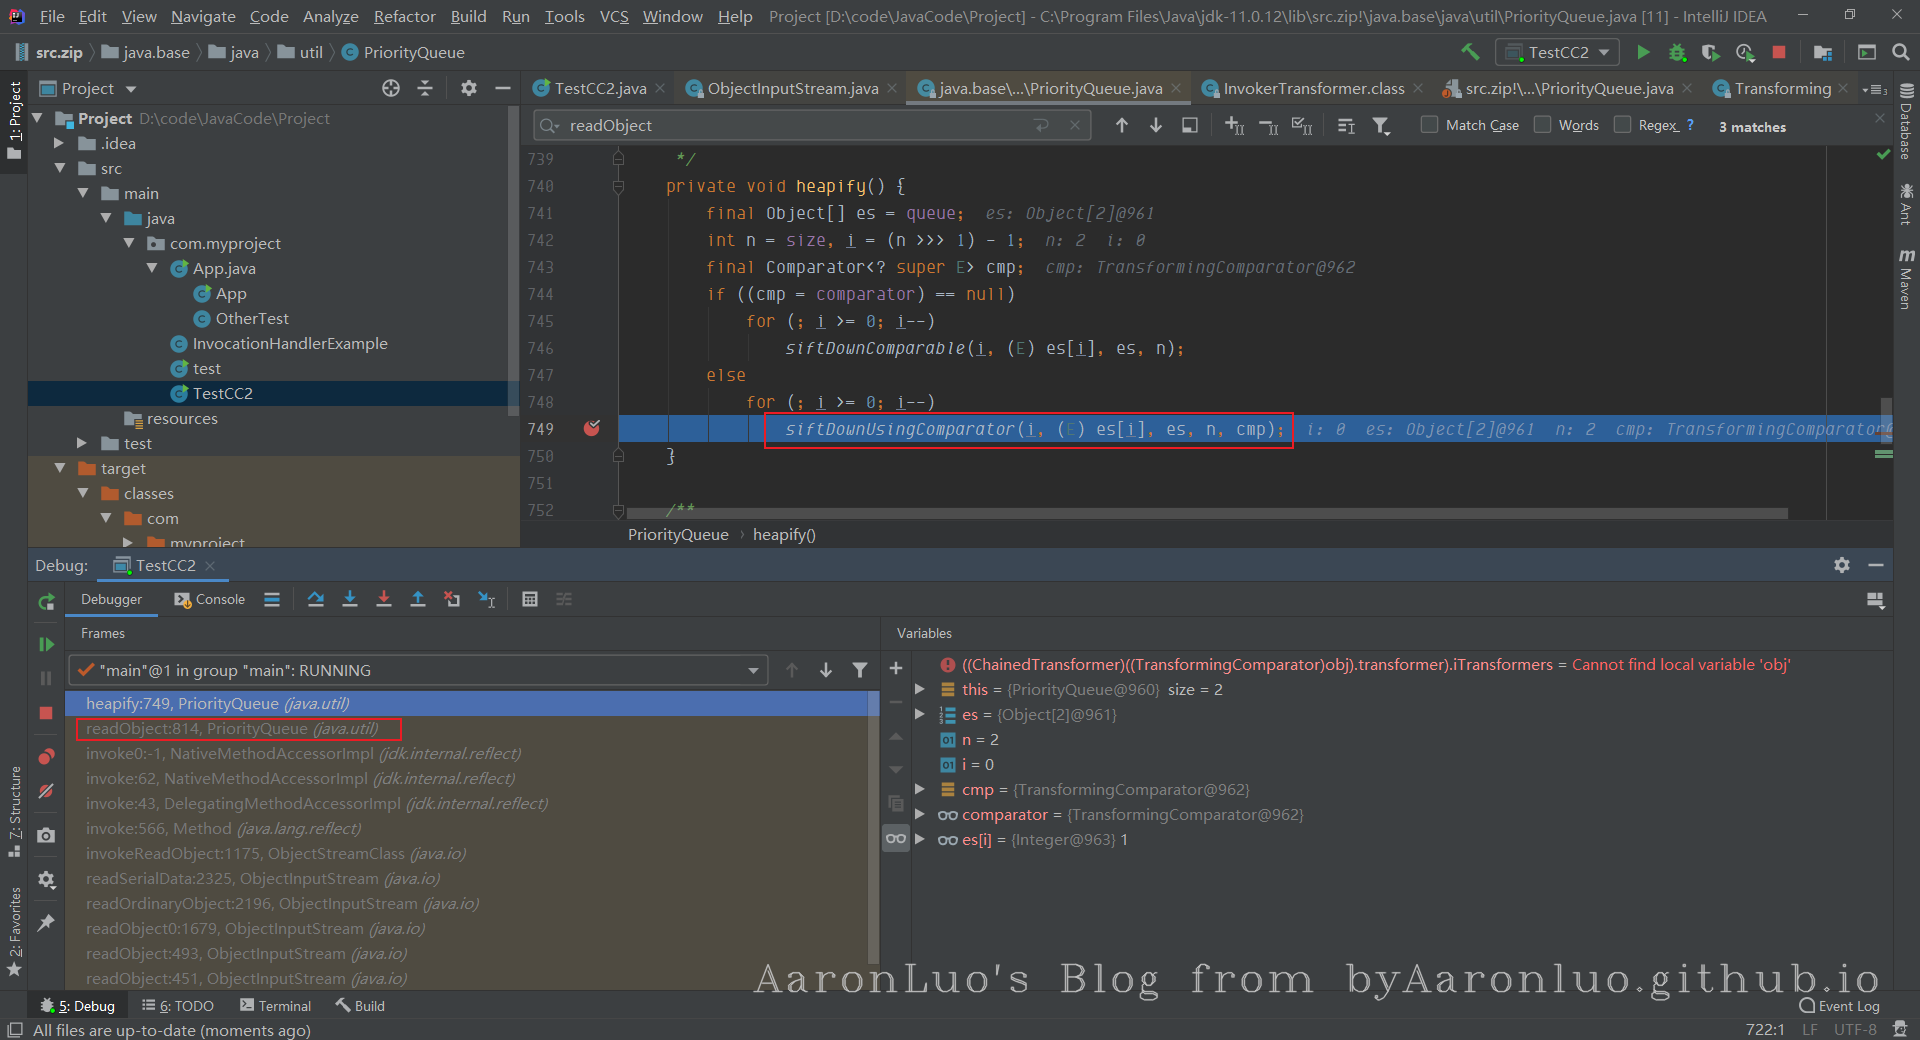 File Edit View Navigate Code Analyze Refactor Build Run Tools VCS Window Help Project [D:\code\JavaCode\Project] - C:\Program Files\Java\jdk-11.0.12\lib\src.zip!\java.base\java\util\PriorityQueue.java [11] - IntelliJ IDEA
src.zip java.base java util PriorityQueue TestCC2
1: Project
Project
TestCC2.java ObjectInputStream.java java.base\...\PriorityQueue.java InvokerTransformer.class src.zip!\...\PriorityQueue.java Transforming
readObject Match Case Words Regex ? 3 matches
Project D:\code\JavaCode\Project
.idea
src
main
java
com.myproject
App.java
App
OtherTest
InvocationHandlerExample
test
TestCC2
resources
test
target
classes
com
myproject
739 */
740 private void heapify() {
741 final Object[] es = queue; es: Object[2]@961
742 int n = size, i = (n >>> 1) - 1; n: 2 i: 0
743 final Comparator<? super E> cmp; cmp: TransformingComparator@962
744 if ((cmp = comparator) == null)
745 for (; i >= 0; i--)
746 siftDownComparable(i, (E) es[i], es, n);
747 else
748 for (; i >= 0; i--)
749 siftDownUsingComparator(i, (E) es[i], es, n, cmp); i: 0 es: Object[2]@961 n: 2 cmp: TransformingComparator@
750 }
751
752 /**
PriorityQueue › heapify()
Database
Ant
Maven
Debug: TestCC2
Debugger Console
Frames
"main"@1 in group "main": RUNNING
heapify:749, PriorityQueue (java.util)
readObject:814, PriorityQueue (java.util)
invoke0:-1, NativeMethodAccessorImpl (jdk.internal.reflect)
invoke:62, NativeMethodAccessorImpl (jdk.internal.reflect)
invoke:43, DelegatingMethodAccessorImpl (jdk.internal.reflect)
invoke:566, Method (java.lang.reflect)
invokeReadObject:1175, ObjectStreamClass (java.io)
readSerialData:2325, ObjectInputStream (java.io)
readOrdinaryObject:2196, ObjectInputStream (java.io)
readObject0:1679, ObjectInputStream (java.io)
readObject:493, ObjectInputStream (java.io)
readObject:451, ObjectInputStream (java.io)
Variables
((ChainedTransformer)((TransformingComparator)obj).transformer).iTransformers = Cannot find local variable 'obj'
this = {PriorityQueue@960} size = 2
es = {Object[2]@961}
n = 2
i = 0
cmp = {TransformingComparator@962}
comparator = {TransformingComparator@962}
es[i] = {Integer@963} 1
7: Structure
2: Favorites
AaronLuo's Blog from byAaronluo.github.io
5: Debug 6: TODO Terminal Build Event Log
All files are up-to-date (moments ago) 722:1 LF UTF-8